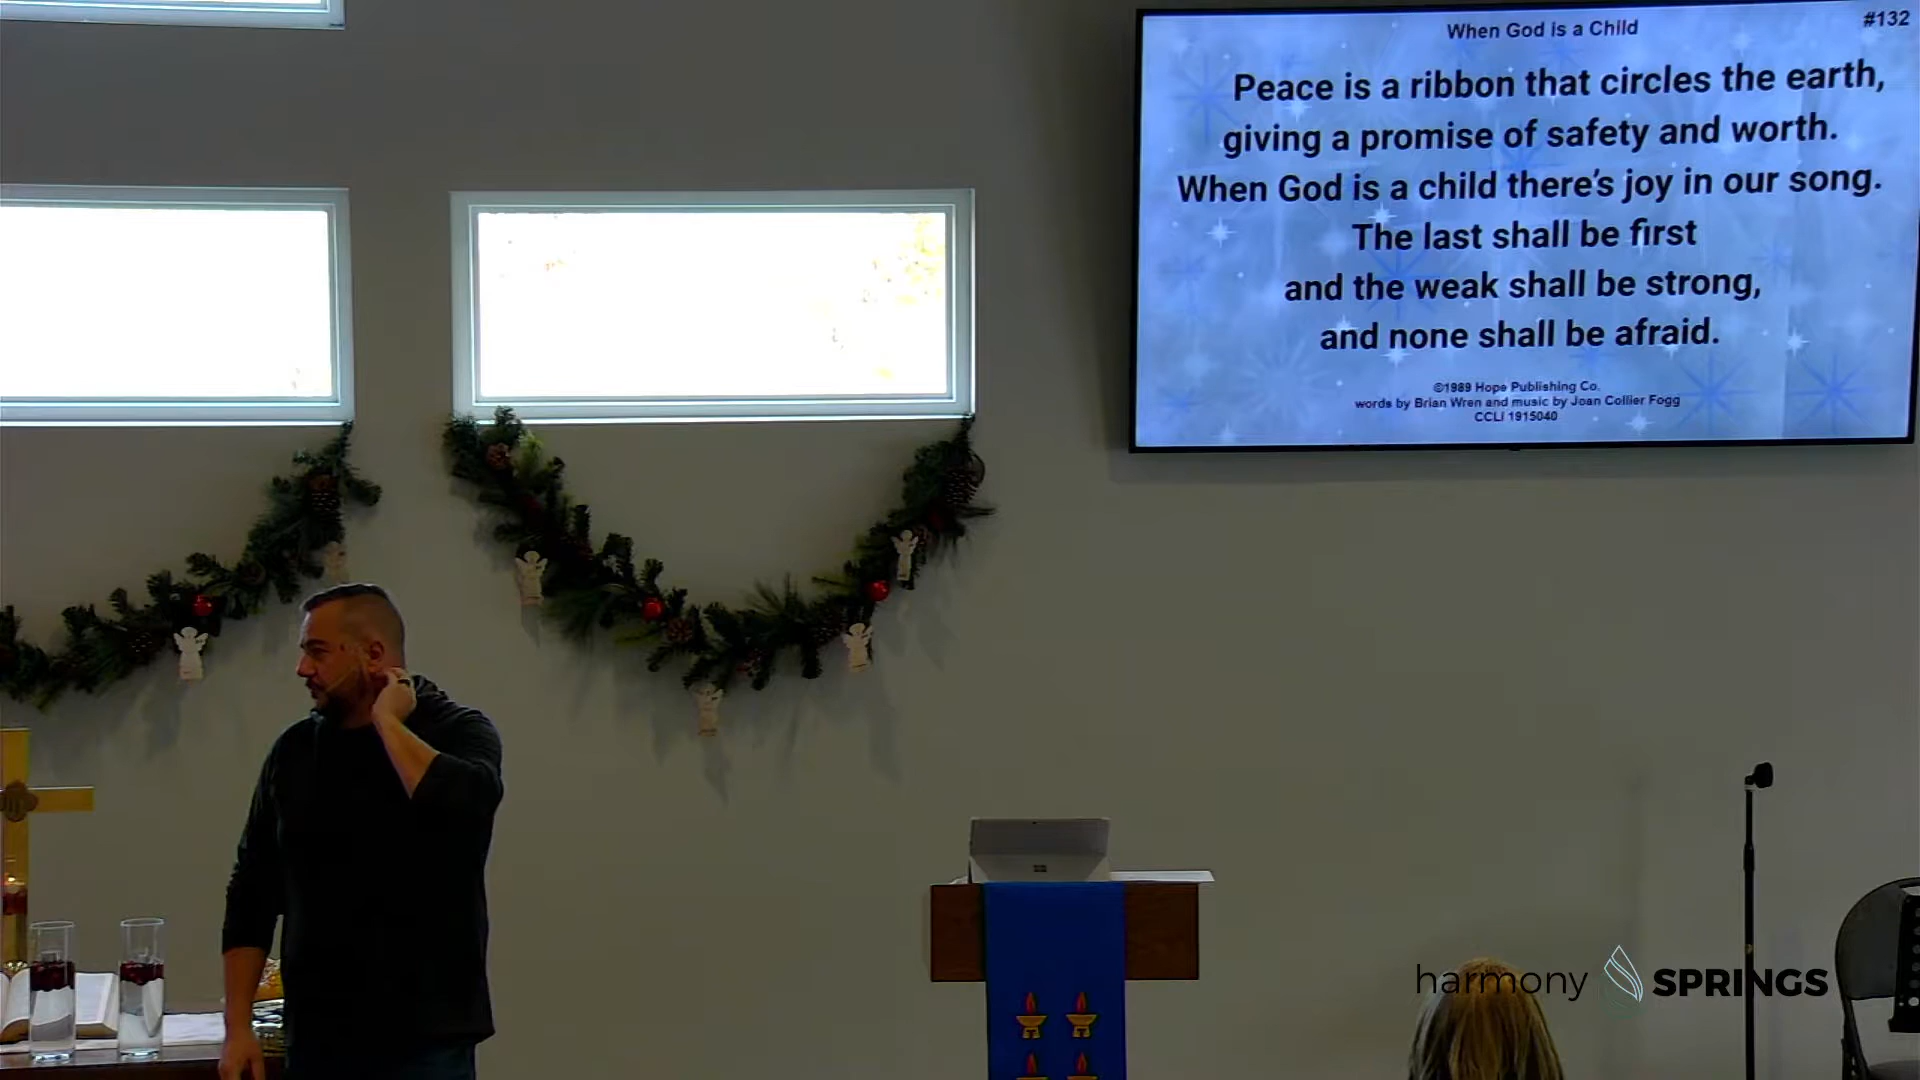 When God is a Child
#132
Peace is a ribbon that circles the earth,
giving a promise of safety and worth.
When God is a child there's joy in our song.
The last shall be first
and the weak shall be strong,
and none shall be afraid.
©1989 Hope Publishing Co.
words by Brian Wren and music by Joan Collier Fogg
CCLI 1915040
harmony SPRINGS